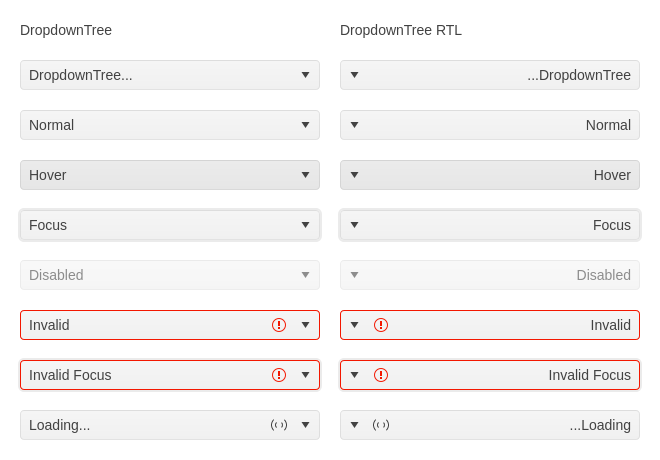 DropdownTree
DropdownTree...
Normal
Hover
Focus
Disabled
Invalid
Invalid Focus
Loading...
DropdownTree RTL
...DropdownTree
Normal
Hover
Focus
Disabled
Invalid
Invalid Focus
...Loading